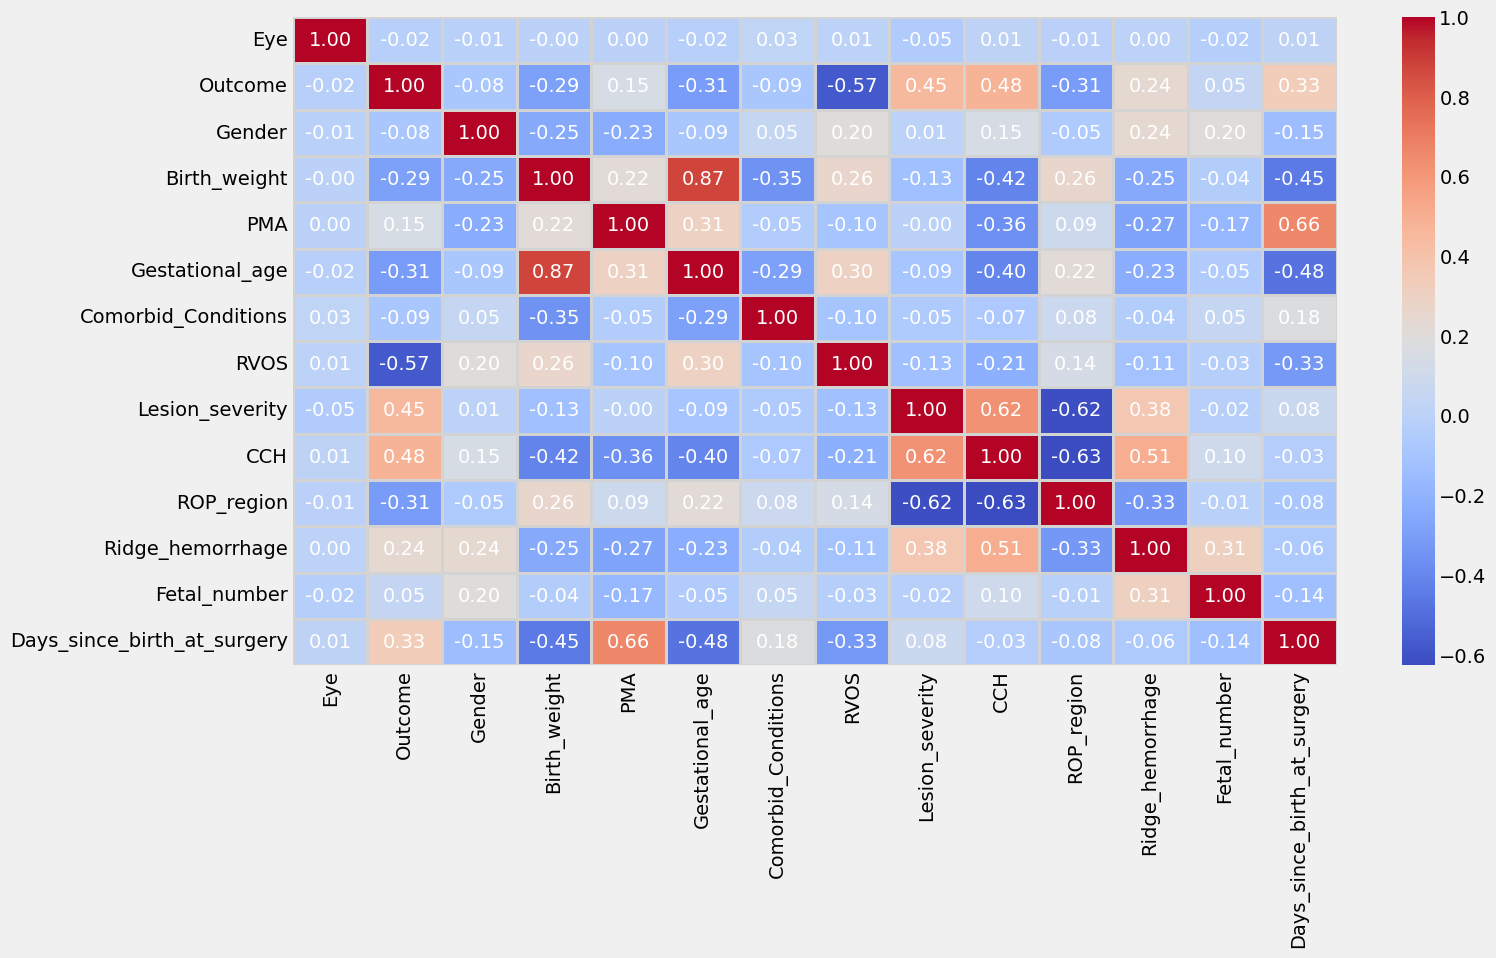 Eye 1.00 -0.02 -0.01 -0.00 0.00 -0.02 0.03 0.01 -0.05 0.01 -0.01 0.00 -0.02 0.01
Outcome -0.02 1.00 -0.08 -0.29 0.15 -0.31 -0.09 -0.57 0.45 0.48 -0.31 0.24 0.05 0.33
Gender -0.01 -0.08 1.00 -0.25 -0.23 -0.09 0.05 0.20 0.01 0.15 -0.05 0.24 0.20 -0.15
Birth_weight -0.00 -0.29 -0.25 1.00 0.22 0.87 -0.35 0.26 -0.13 -0.42 0.26 -0.25 -0.04 -0.45
PMA 0.00 0.15 -0.23 0.22 1.00 0.31 -0.05 -0.10 -0.00 -0.36 0.09 -0.27 -0.17 0.66
Gestational_age -0.02 -0.31 -0.09 0.87 0.31 1.00 -0.29 0.30 -0.09 -0.40 0.22 -0.23 -0.05 -0.48
Comorbid_Conditions 0.03 -0.09 0.05 -0.35 -0.05 -0.29 1.00 -0.10 -0.05 -0.07 0.08 -0.04 0.05 0.18
RVOS 0.01 -0.57 0.20 0.26 -0.10 0.30 -0.10 1.00 -0.13 -0.21 0.14 -0.11 -0.03 -0.33
Lesion_severity -0.05 0.45 0.01 -0.13 -0.00 -0.09 -0.05 -0.13 1.00 0.62 -0.62 0.38 -0.02 0.08
CCH 0.01 0.48 0.15 -0.42 -0.36 -0.40 -0.07 -0.21 0.62 1.00 -0.63 0.51 0.10 -0.03
ROP_region -0.01 -0.31 -0.05 0.26 0.09 0.22 0.08 0.14 -0.62 -0.63 1.00 -0.33 -0.01 -0.08
Ridge_hemorrhage 0.00 0.24 0.24 -0.25 -0.27 -0.23 -0.04 -0.11 0.38 0.51 -0.33 1.00 0.31 -0.06
Fetal_number -0.02 0.05 0.20 -0.04 -0.17 -0.05 0.05 -0.03 -0.02 0.10 -0.01 0.31 1.00 -0.14
Days_since_birth_at_surgery 0.01 0.33 -0.15 -0.45 0.66 -0.48 0.18 -0.33 0.08 -0.03 -0.08 -0.06 -0.14 1.00
Eye
Outcome
Gender
Birth_weight
PMA
Gestational_age
Comorbid_Conditions
RVOS
Lesion_severity
CCH
ROP_region
Ridge_hemorrhage
Fetal_number
Days_since_birth_at_surgery
1.0
0.8
0.6
0.4
0.2
0.0
−0.2
−0.4
−0.6